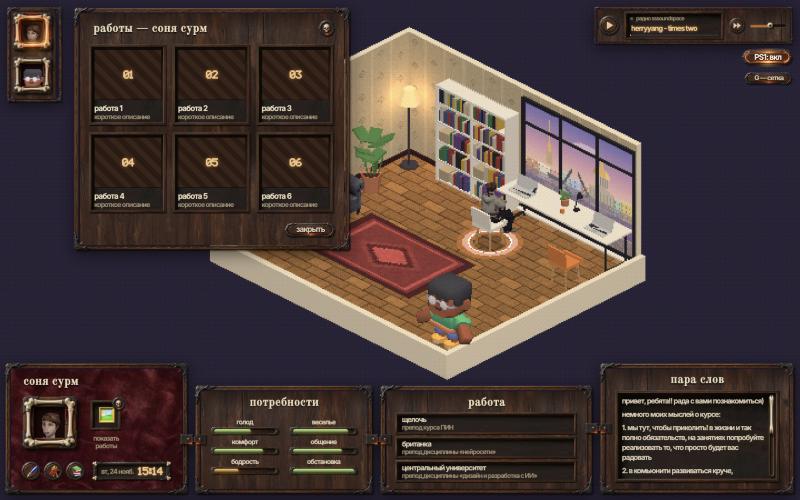 работы — соня сурм
01
02
03
работа 1
работа 2
работа 3
короткое описание
короткое описание
короткое описание
04
05
06
работа 4
работа 5
работа 6
короткое описание
короткое описание
короткое описание
закрыть
herryyang - times two
PS1: вкл
G — сетка
соня сурм
показать
работы
вт, 24 нояб.
15:14
потребности
голод
веселье
комфорт
общение
бодрость
обстановка
работа
щелочь
препод курса ПИН
британка
препод дисциплины «нейросети»
центральный университет
препод дисциплины «дизайн и разработка с ИИ»
пара слов
привет, ребята!! рада с вами познакомиться)
немного моих мыслей о курсе:
1. мы тут, чтобы приколить! в жизни и так
полно обязательств, на занятиях попробуйте
реализовать то, что просто будет вас
радовать
2. в комьюнити развиваться круче,